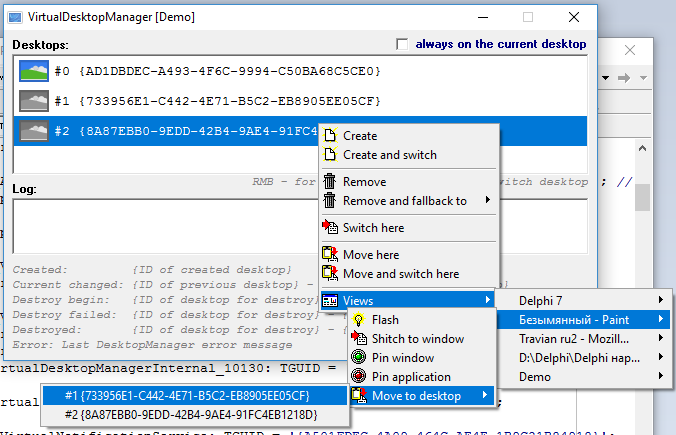 VirtualDesktopManager [Demo]
Desktops:
always on the current desktop
#0 {AD1DBDEC-A493-4F6C-9994-C50BA68C5CE0}
#1 {733956E1-C442-4E71-B5C2-EB8905EE05CF}
#2 {8A87EBB0-9EDD-42B4-9AE4-91FC4
RMB - for
witch desktop ; //
Log:
Create
Create and switch
Remove
Remove and fallback to
Switch here
Move here
Move and switch here
Views
Created: {ID of created desktop}
Current changed: {ID of previous desktop} -
Destroy begin: {ID of desktop for destroy}
Destroy failed: {ID of desktop for destroy}
Destroyed: {ID of desktop for destroy} -
Error: Last DesktopManager error message
Flash
Shitch to window
Pin window
Pin application
Move to desktop
Delphi 7
Безымянный - Paint
Travian ru2 - Mozill...
D:\Delphi\Delphi нар...
Demo
rtualDesktopManagerInternal_10130: TGUID =
#1 {733956E1-C442-4E71-B5C2-EB8905EE05CF}
#2 {8A87EBB0-9EDD-42B4-9AE4-91FC4EB1218D}